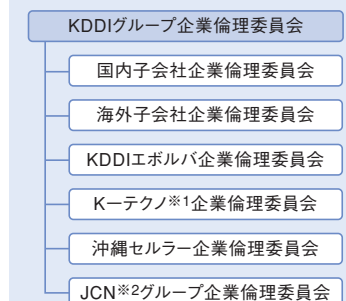 KDDIグループ企業倫理委員会
国内子会社企業倫理委員会
海外子会社企業倫理委員会
KDDIエボルバ企業倫理委員会
Kーテクノ※1企業倫理委員会
沖縄セルラー企業倫理委員会
JCN※2グループ企業倫理委員会